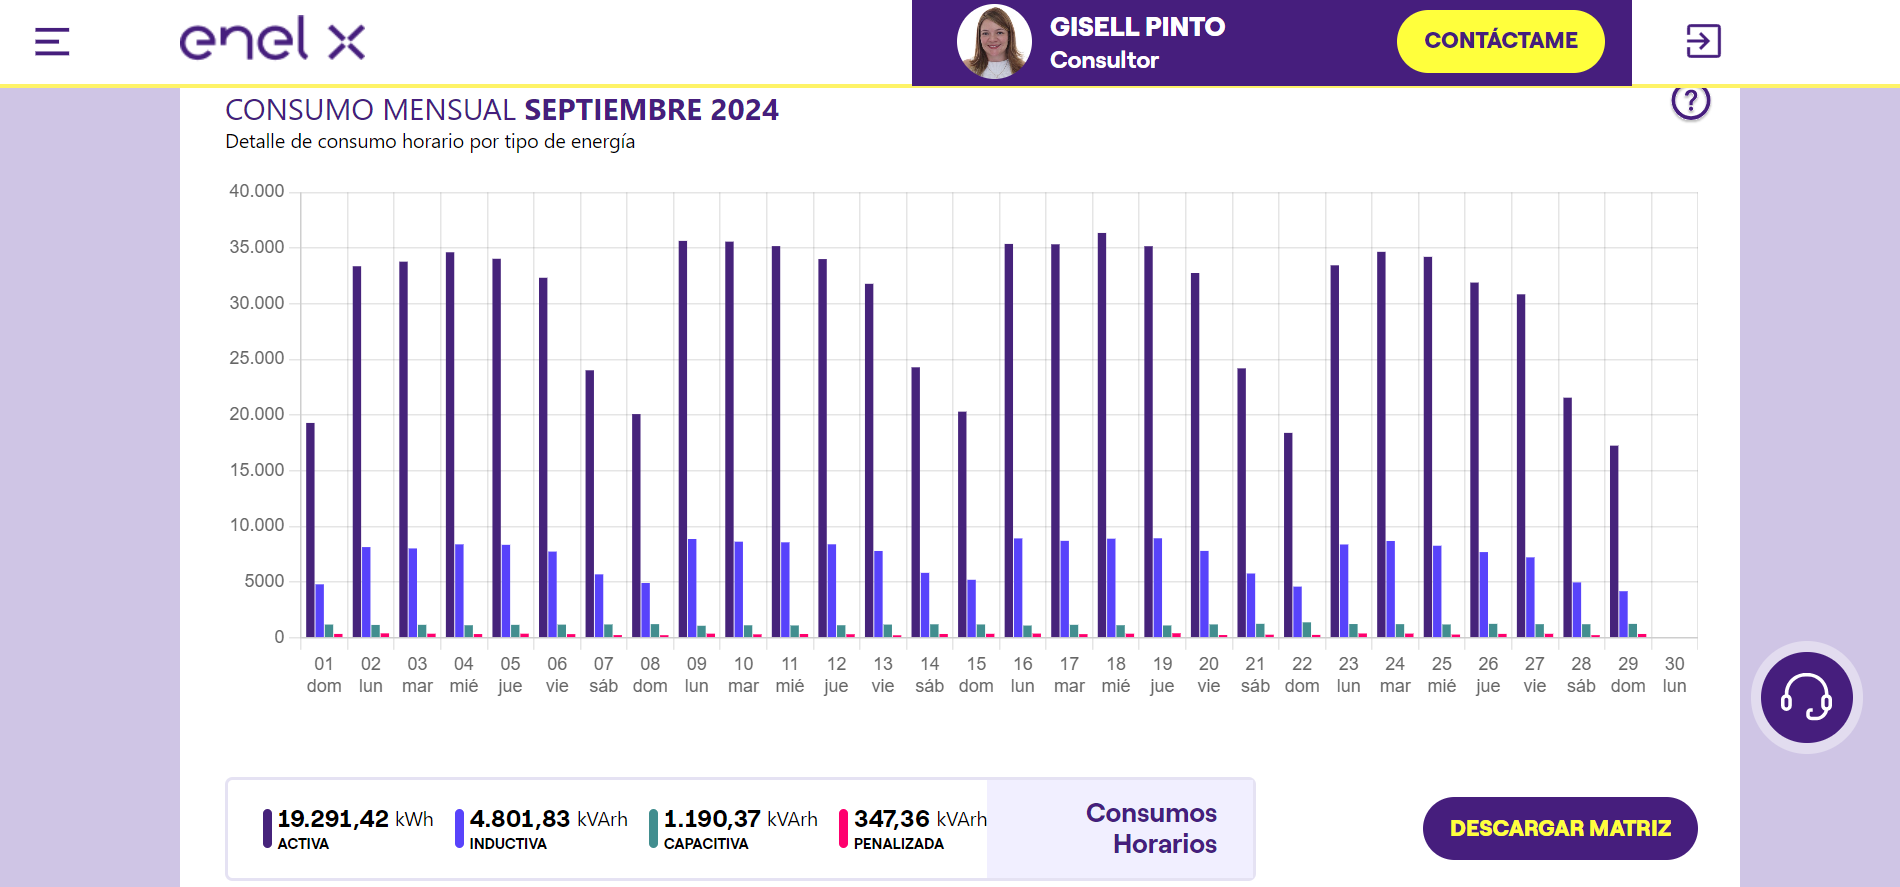 enel x
GISELL PINTO
Consultor
CONTÁCTAME
CONSUMO MENSUAL SEPTIEMBRE 2024
?
Detalle de consumo horario por tipo de energía
40.000
35.000
30.000
25.000
20.000
15.000
10.000
5000
0
01 02 03 04 05 06 07 08 09 10 11 12 13 14 15 16 17 18 19 20 21 22 23 24 25 26 27 28 29 30
dom lun mar mié jue vie sáb dom lun mar mié jue vie sáb dom lun mar mié jue vie sáb dom lun mar mié jue vie sáb dom lun
19.291,42 kWh 4.801,83 kVArh 1.190,37 kVArh 347,36 kVArh
ACTIVA INDUCTIVA CAPACITIVA PENALIZADA
Consumos
Horarios
DESCARGAR MATRIZ